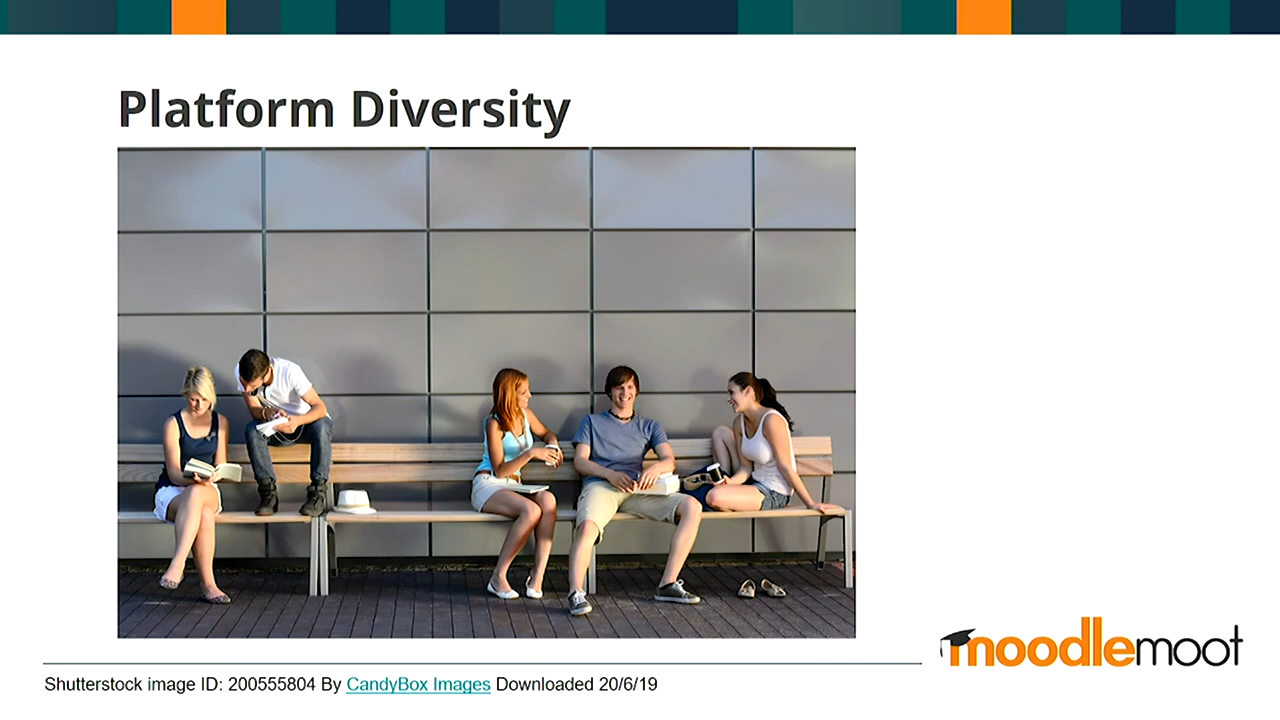 Platform Diversity
moodlemoot
Shutterstock image ID: 200555804 By CandyBox Images Downloaded 20/6/19